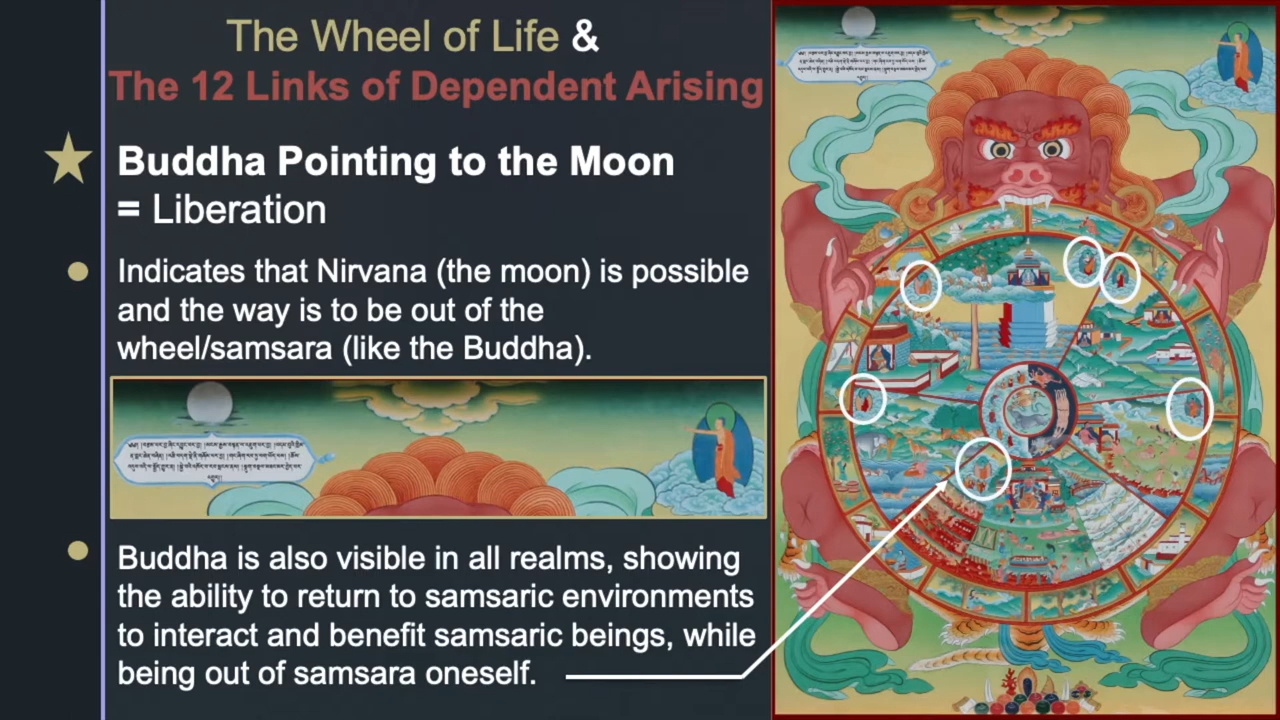 The Wheel of Life &
The 12 Links of Dependent Arising
Buddha Pointing to the Moon
= Liberation
Indicates that Nirvana (the moon) is possible
and the way is to be out of the
wheel/samsara (like the Buddha).
Buddha is also visible in all realms, showing
the ability to return to samsaric environments
to interact and benefit samsaric beings, while
being out of samsara oneself.